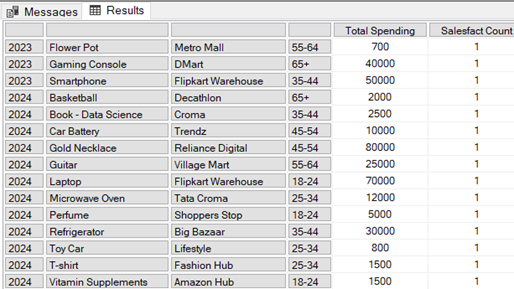 Messages Results
Total Spending Salesfact Count
2023 Flower Pot Metro Mall 55-64 700 1
2023 Gaming Console DMart 65+ 40000 1
2023 Smartphone Flipkart Warehouse 35-44 50000 1
2024 Basketball Decathlon 65+ 2000 1
2024 Book - Data Science Croma 35-44 2500 1
2024 Car Battery Trendz 45-54 10000 1
2024 Gold Necklace Reliance Digital 45-54 80000 1
2024 Guitar Village Mart 55-64 25000 1
2024 Laptop Flipkart Warehouse 18-24 70000 1
2024 Microwave Oven Tata Croma 25-34 12000 1
2024 Perfume Shoppers Stop 18-24 5000 1
2024 Refrigerator Big Bazaar 35-44 30000 1
2024 Toy Car Lifestyle 25-34 800 1
2024 T-shirt Fashion Hub 25-34 1500 1
2024 Vitamin Supplements Amazon Hub 18-24 1500 1